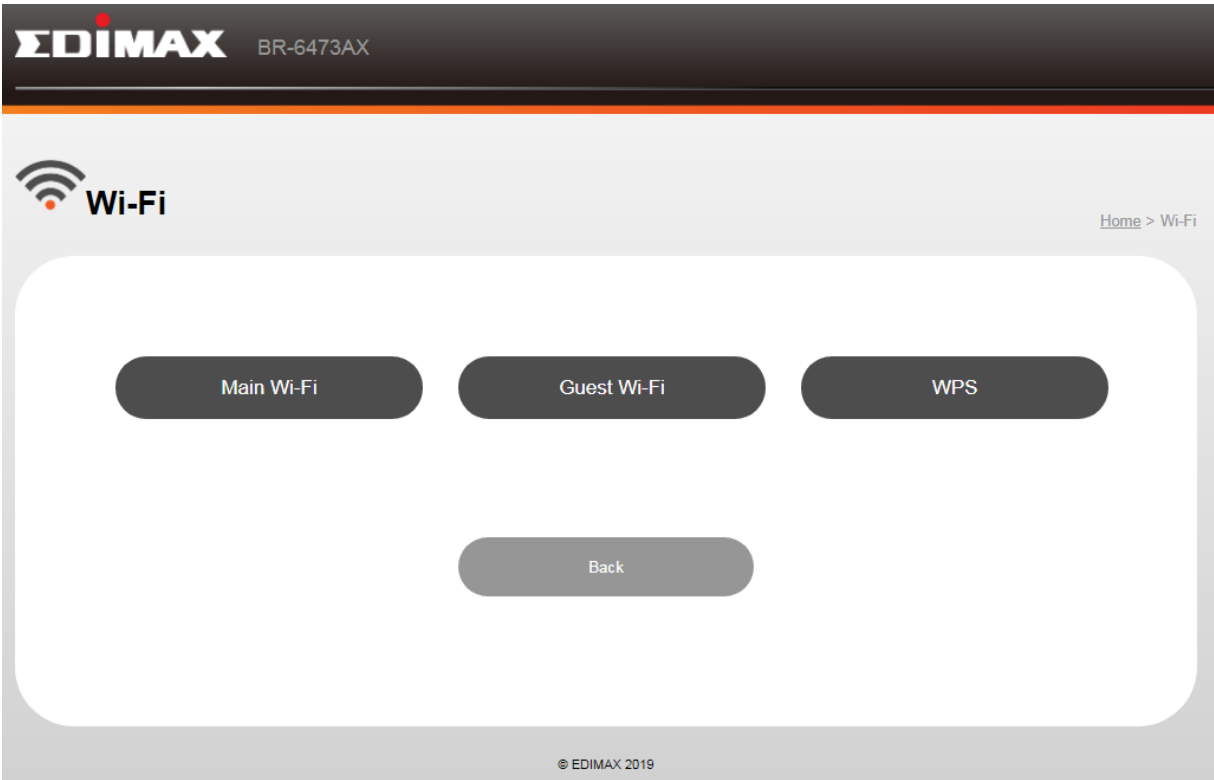 EDIMAX BR-6473AX
Wi-Fi
Home > Wi-Fi
Main Wi-Fi Guest Wi-Fi WPS
Back
© EDIMAX 2019